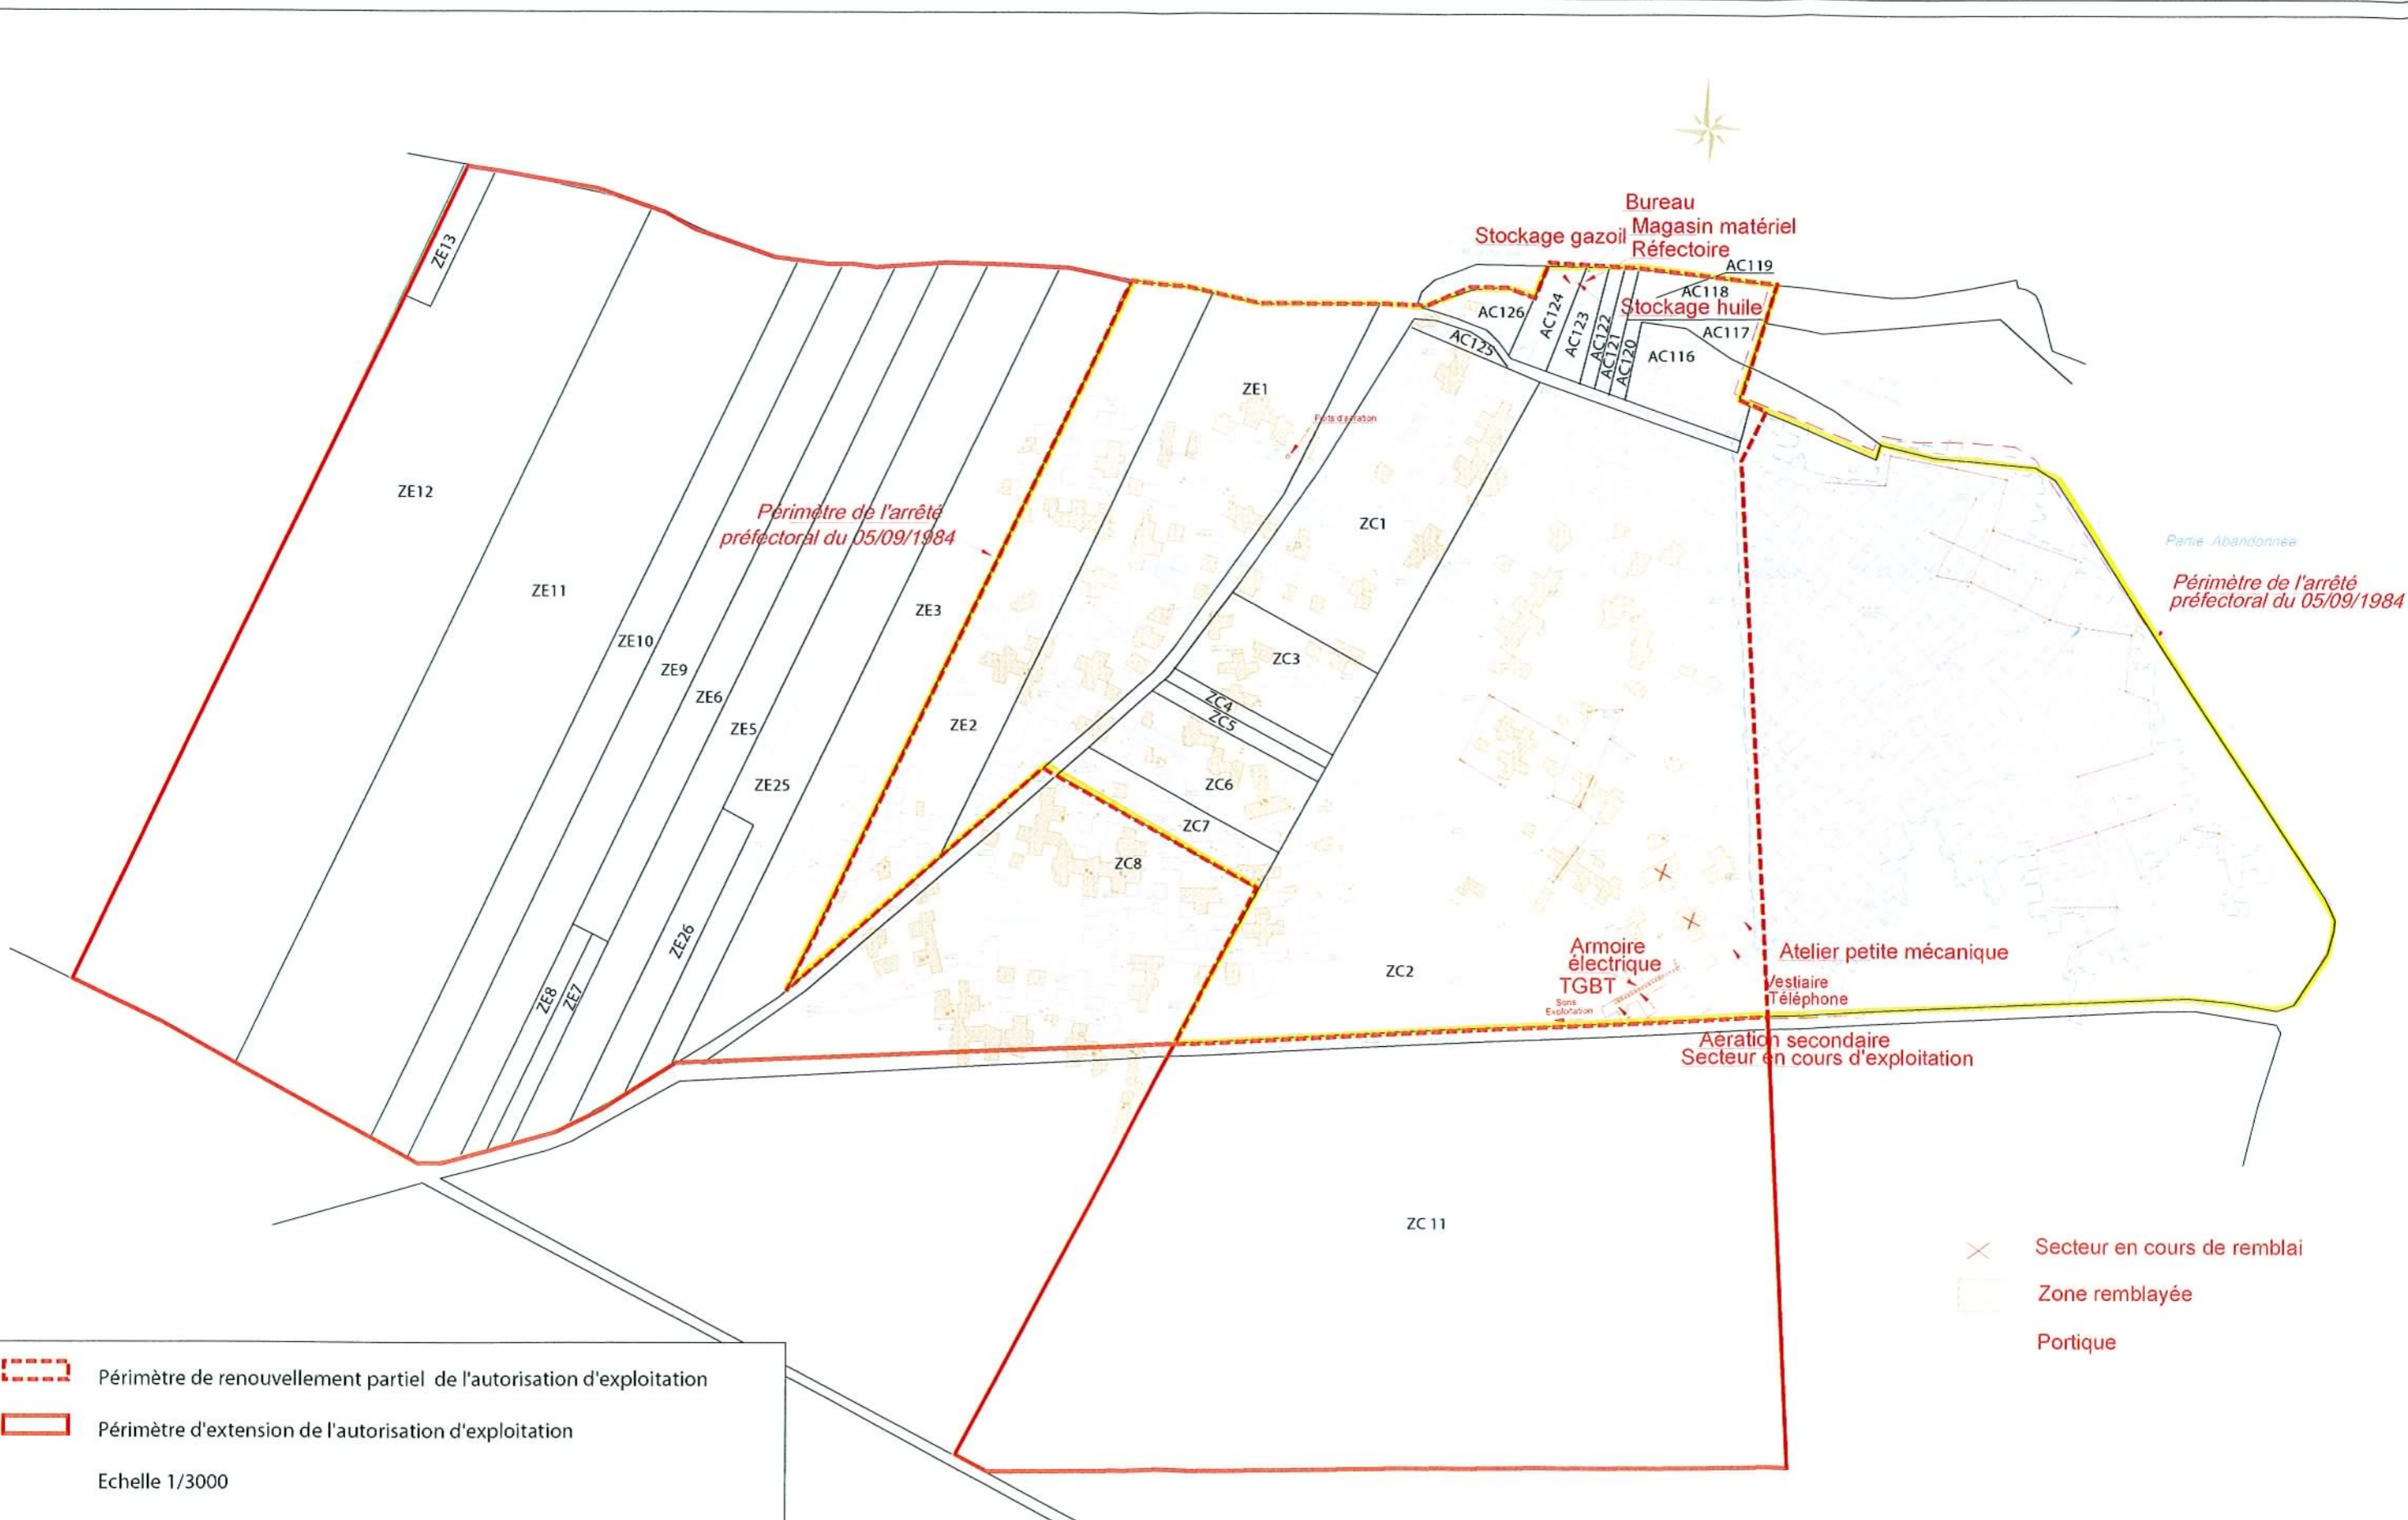 Bureau
Stockage gazoil
Magasin matériel
Réfectoire
AC119
AC118
Stockage huile
AC126
AC124
AC123
AC122
AC121
AC120
AC117
AC116
AC125
ZE13
ZE1
Puits d'aération
ZE12
ZC1
Périmètre de l'arrêté
préfectoral du 05/09/1984
Partie Abandonnée
Périmètre de l'arrêté
préfectoral du 05/09/1984
ZE11
ZE3
ZE10
ZC3
ZE9
ZE6
ZC4
ZC5
ZE5
ZE2
ZE25
ZC6
ZC7
ZC8
ZE26
ZE8
ZE7
ZC2
Armoire
électrique
TGBT
Sens
Exploitation
Atelier petite mécanique
Vestiaire
Téléphone
Aération secondaire
Secteur en cours d'exploitation
ZC 11
Secteur en cours de remblai
Zone remblayée
Portique
Périmètre de renouvellement partiel de l'autorisation d'exploitation
Périmètre d'extension de l'autorisation d'exploitation
Echelle 1/3000